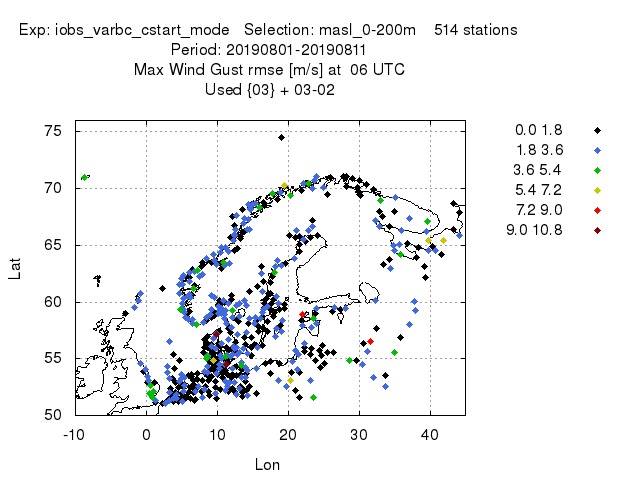 Exp: iobs_varbc_cstart_mode Selection: masl_0-200m 514 stations
Period: 20190801-20190811
Max Wind Gust rmse [m/s] at 06 UTC
Used {03} + 03-02
75
70
65
60
55
50
Lat
-10 0 10 20 30 40
Lon
0.0 1.8
1.8 3.6
3.6 5.4
5.4 7.2
7.2 9.0
9.0 10.8